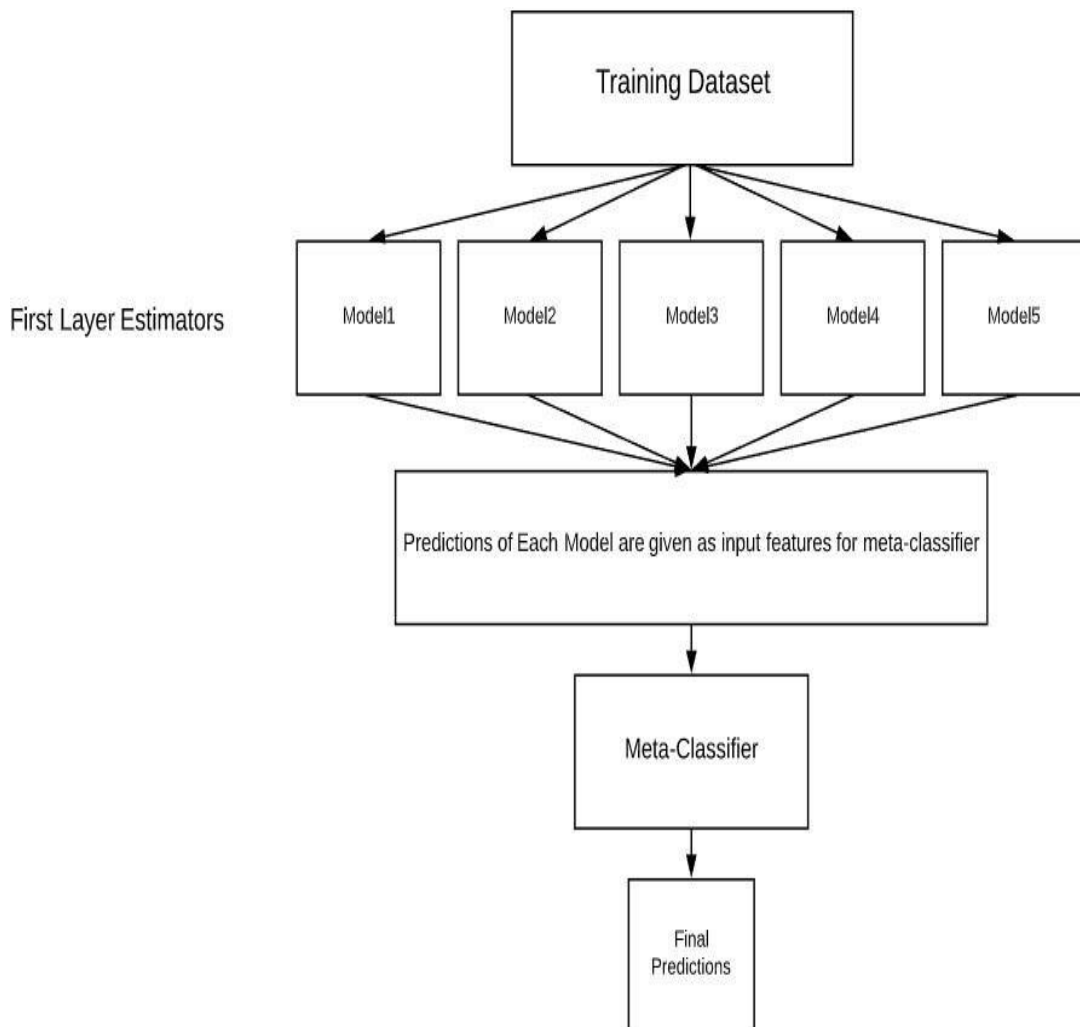 Training Dataset
First Layer Estimators
Model1
Model2
Model3
Model4
Model5
Predictions of Each Model are given as input features for meta-classifier
Meta-Classifier
Final
Predictions